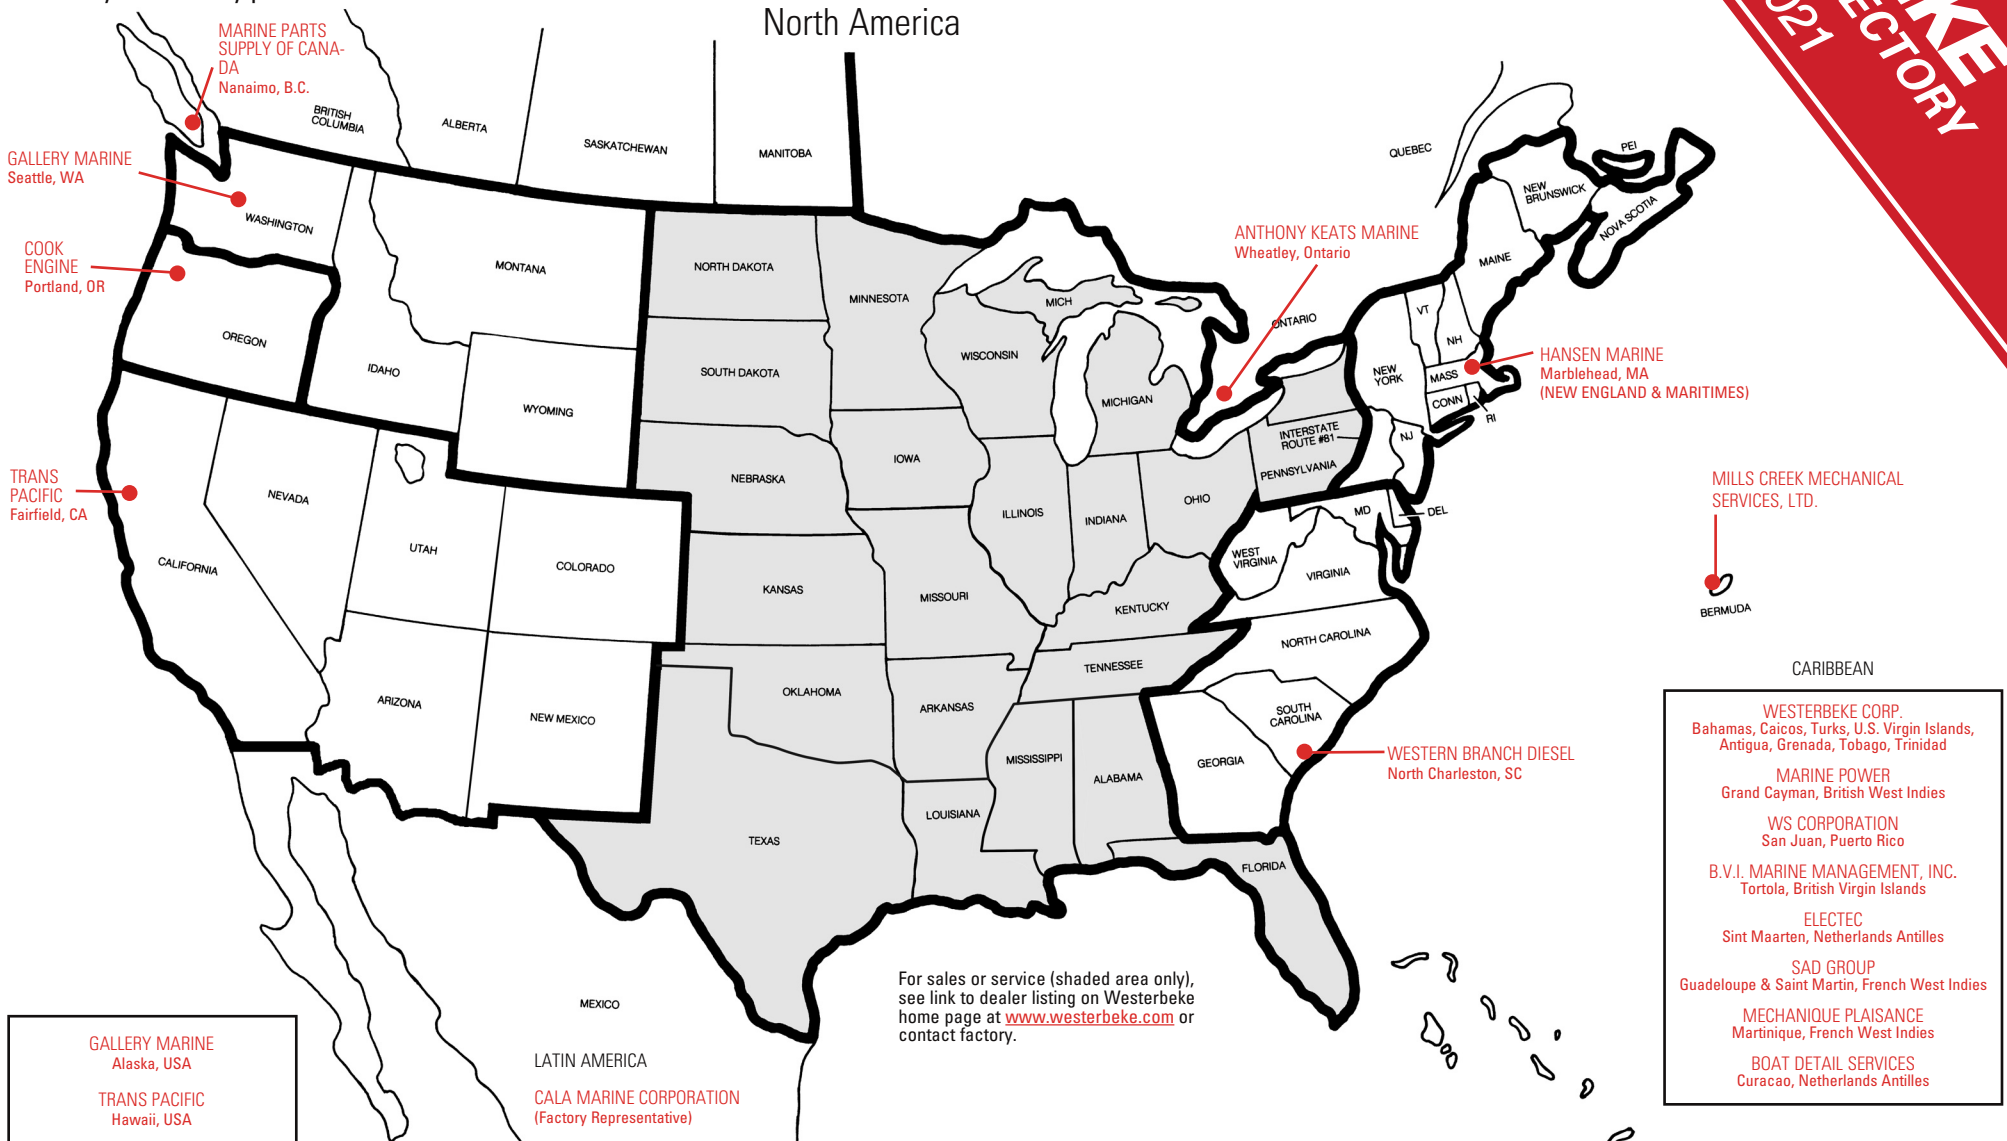 North America
KE
ECTORY
021
MARINE PARTS
SUPPLY OF CANA-
DA
Nanaimo, B.C.
GALLERY MARINE
Seattle, WA
COOK
ENGINE
Portland, OR
TRANS
PACIFIC
Fairfield, CA
ANTHONY KEATS MARINE
Wheatley, Ontario
HANSEN MARINE
Marblehead, MA
(NEW ENGLAND & MARITIMES)
MILLS CREEK MECHANICAL
SERVICES, LTD.
BERMUDA
WESTERN BRANCH DIESEL
North Charleston, SC
BRITISH
COLUMBIA
ALBERTA
SASKATCHEWAN
MANITOBA
QUEBEC
PEI
NEW
BRUNSWICK
NOVA SCOTIA
ONTARIO
WASHINGTON
MONTANA
NORTH DAKOTA
MINNESOTA
MICH
MAINE
VT
NH
OREGON
IDAHO
WYOMING
SOUTH DAKOTA
WISCONSIN
MICHIGAN
NEW
YORK
MASS
CONN
RI
INTERSTATE
ROUTE #81
PENNSYLVANIA
NJ
NEVADA
UTAH
COLORADO
NEBRASKA
IOWA
ILLINOIS
INDIANA
OHIO
MD
DEL
WEST
VIRGINIA
VIRGINIA
CALIFORNIA
KANSAS
MISSOURI
KENTUCKY
NORTH CAROLINA
TENNESSEE
ARIZONA
NEW MEXICO
OKLAHOMA
ARKANSAS
SOUTH
CAROLINA
MISSISSIPPI
ALABAMA
GEORGIA
TEXAS
LOUISIANA
FLORIDA
MEXICO
For sales or service (shaded area only),
see link to dealer listing on Westerbeke
home page at www.westerbeke.com or
contact factory.
GALLERY MARINE
Alaska, USA
TRANS PACIFIC
Hawaii, USA
LATIN AMERICA
CALA MARINE CORPORATION
(Factory Representative)
CARIBBEAN
WESTERBEKE CORP.
Bahamas, Caicos, Turks, U.S. Virgin Islands,
Antigua, Grenada, Tobago, Trinidad
MARINE POWER
Grand Cayman, British West Indies
WS CORPORATION
San Juan, Puerto Rico
B.V.I. MARINE MANAGEMENT, INC.
Tortola, British Virgin Islands
ELECTEC
Sint Maarten, Netherlands Antilles
SAD GROUP
Guadeloupe & Saint Martin, French West Indies
MECHANIQUE PLAISANCE
Martinique, French West Indies
BOAT DETAIL SERVICES
Curacao, Netherlands Antilles